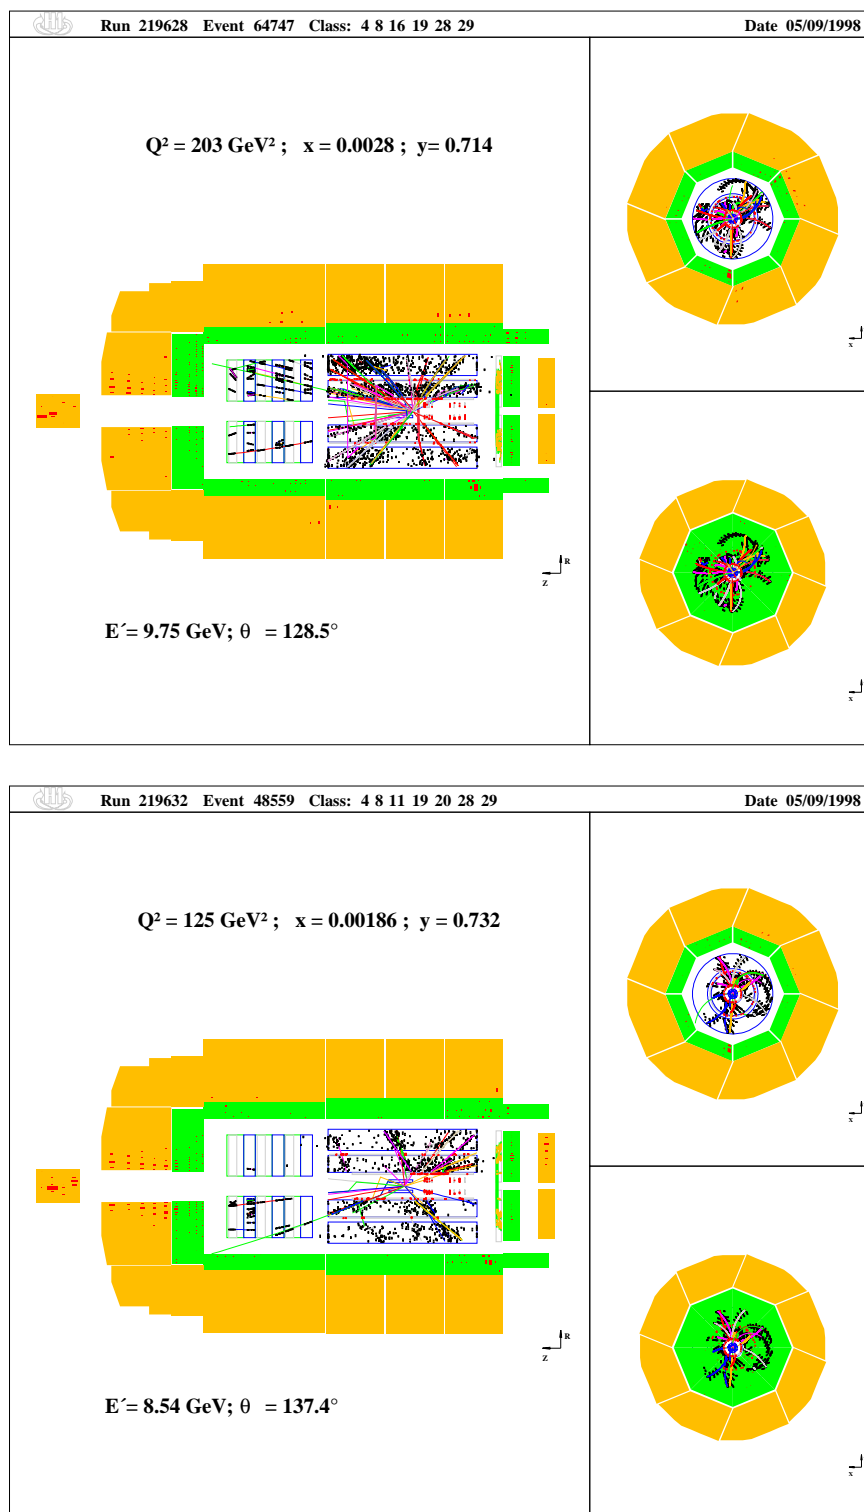 Run 219628 Event 64747 Class: 4 8 16 19 28 29 Date 05/09/1998
Q² = 203 GeV² ; x = 0.0028 ; y= 0.714
R
Z
x
E´= 9.75 GeV; θ = 128.5°
x
Run 219632 Event 48559 Class: 4 8 11 19 20 28 29 Date 05/09/1998
Q² = 125 GeV² ; x = 0.00186 ; y = 0.732
R
Z
x
E´= 8.54 GeV; θ = 137.4°
x